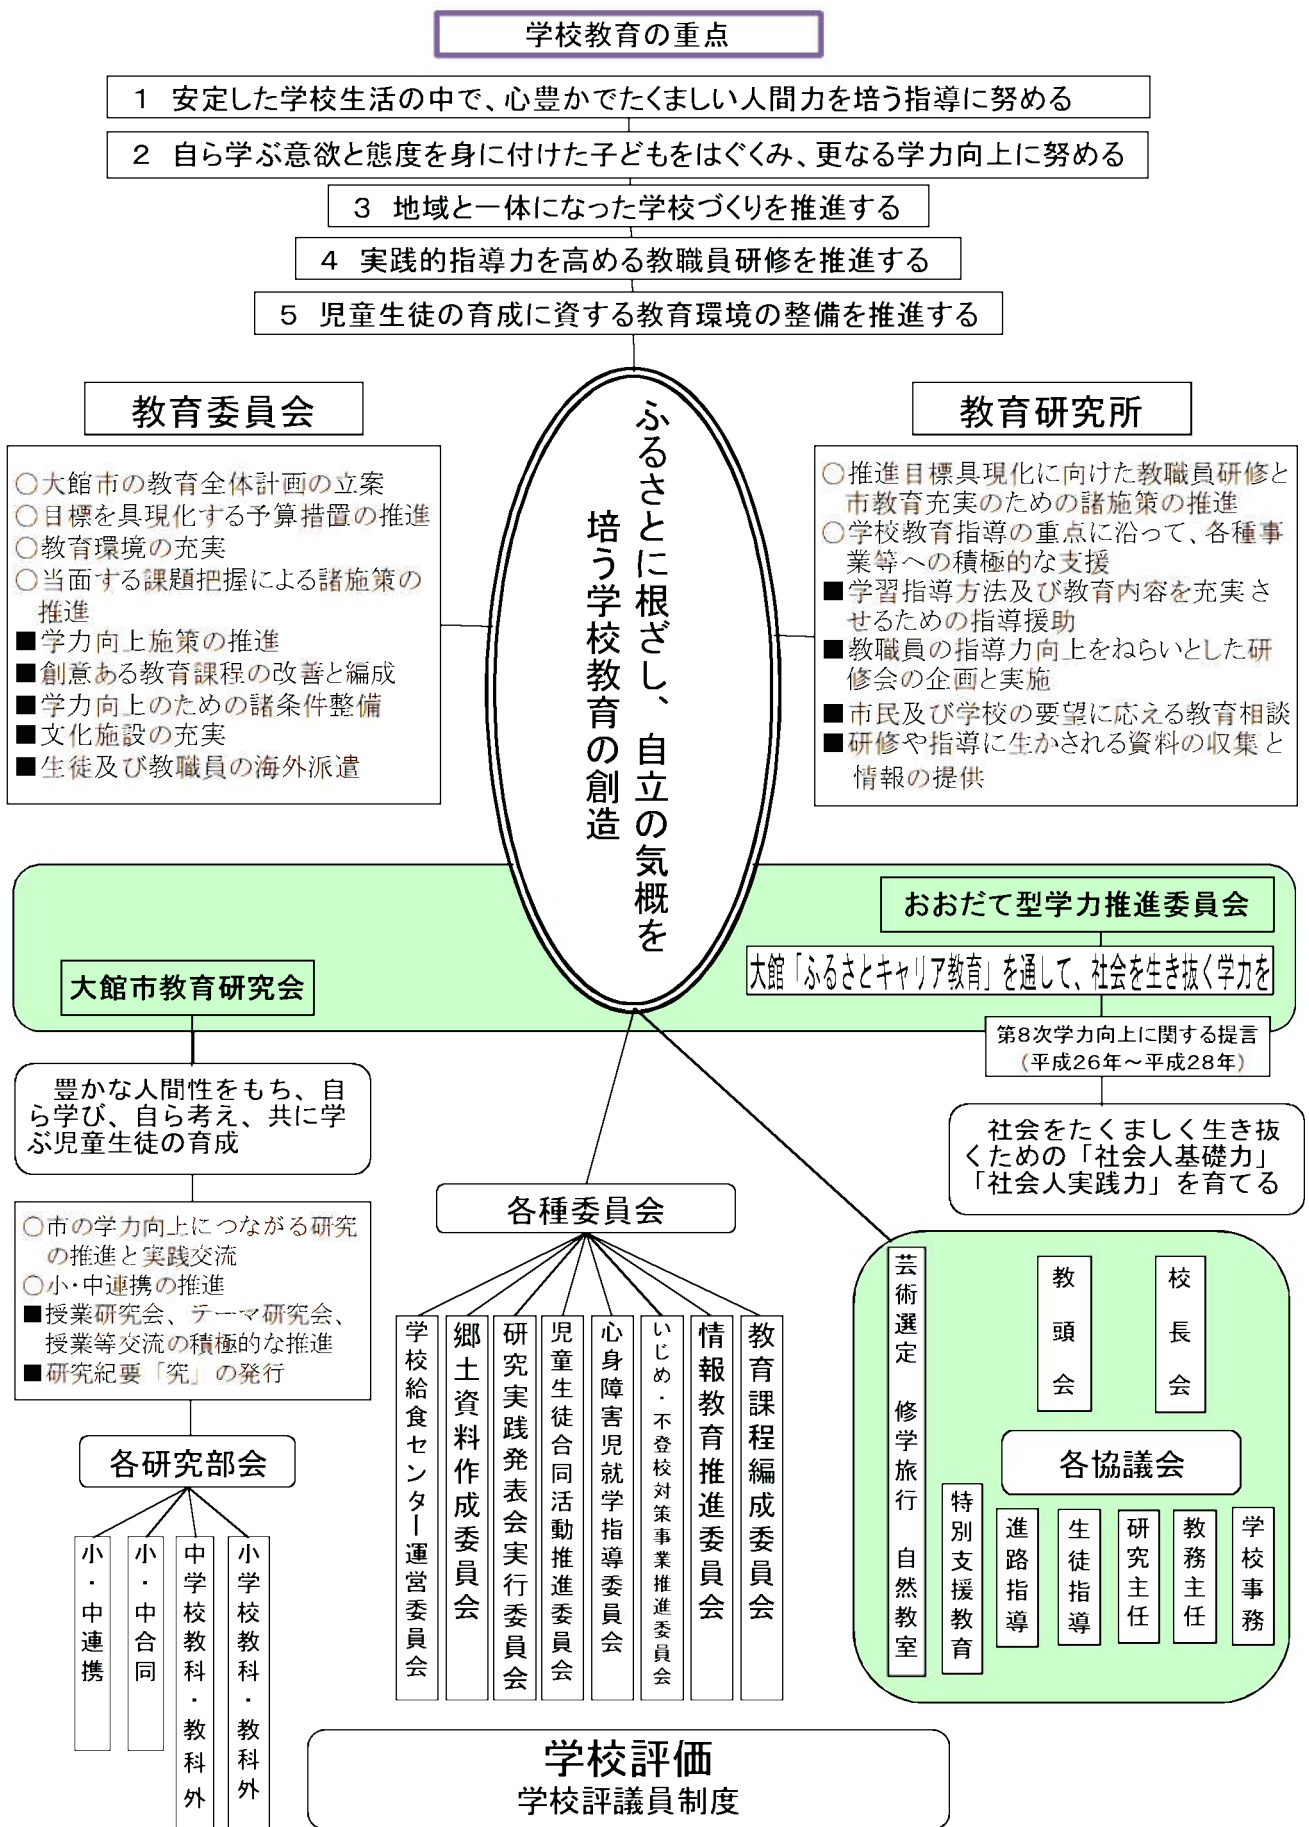 学校教育の重点
1 安定した学校生活の中で、心豊かでたくましい人間力を培う指導に努める
2 自ら学ぶ意欲と態度を身に付けた子どもをはぐくみ、更なる学力向上に努める
3 地域と一体になった学校づくりを推進する
4 実践的指導力を高める教職員研修を推進する
5 児童生徒の育成に資する教育環境の整備を推進する
ふるさとに根ざし、自立の気概を
培う学校教育の創造
教育委員会
○大館市の教育全体計画の立案
○目標を具現化する予算措置の推進
○教育環境の充実
○当面する課題把握による諸施策の
推進
■学力向上施策の推進
■創意ある教育課程の改善と編成
■学力向上のための諸条件整備
■文化施設の充実
■生徒及び教職員の海外派遣
教育研究所
○推進目標具現化に向けた教職員研修と
市教育充実のための諸施策の推進
○学校教育指導の重点に沿って、各種事
業等への積極的な支援
■学習指導方法及び教育内容を充実さ
せるための指導援助
■教職員の指導力向上をねらいとした研
修会の企画と実施
■市民及び学校の要望に応える教育相談
■研修や指導に生かされる資料の収集と
情報の提供
おおだて型学力推進委員会
大館「ふるさとキャリア教育」を通して、社会を生き抜く学力を
第8次学力向上に関する提言
(平成26年～平成28年)
社会をたくましく生き抜
くための「社会人基礎力」
「社会人実践力」を育てる
大館市教育研究会
豊かな人間性をもち、自
ら学び、自ら考え、共に学
ぶ児童生徒の育成
○市の学力向上につながる研究
の推進と実践交流
○小・中連携の推進
■授業研究会、テーマ研究会、
授業等交流の積極的な推進
■研究紀要「究」の発行
各研究部会
小・中連携
小・中合同
中学校教科・教科外
小学校教科・教科外
各種委員会
学校給食センター運営委員会
郷土資料作成委員会
研究実践発表会実行委員会
児童生徒合同活動推進委員会
心身障害児就学指導委員会
いじめ・不登校対策事業推進委員会
情報教育推進委員会
教育課程編成委員会
芸術選定 修学旅行 自然教室
教頭会
校長会
各協議会
特別支援教育
進路指導
生徒指導
研究主任
教務主任
学校事務
学校評価
学校評議員制度